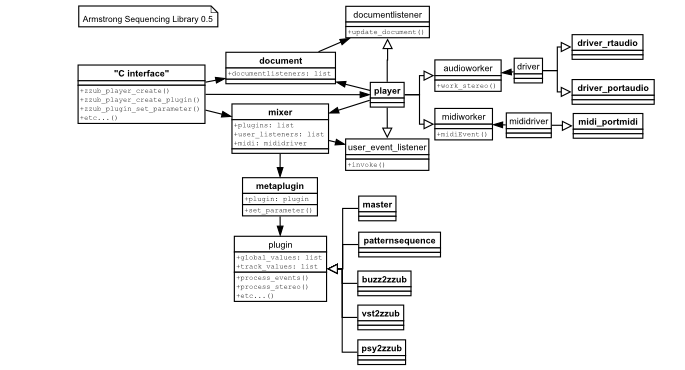 Armstrong Sequencing Library 0.5
documentlistener
+update_document()
document
+documentlisteners: list
"C interface"
+zzub_player_create()
+zzub_player_create_plugin()
+zzub_plugin_set_parameter()
+etc...()
player
audioworker
+work_stereo()
driver
driver_rtaudio
driver_portaudio
mixer
+plugins: list
+user_listeners: list
+midi: mididriver
midiworker
+midiEvent()
mididriver
midi_portmidi
user_event_listener
+invoke()
metaplugin
+plugin: plugin
+set_parameter()
plugin
+global_values: list
+track_values: list
+process_events()
+process_stereo()
+etc...()
master
patternsequence
buzz2zzub
vst2zzub
psy2zzub